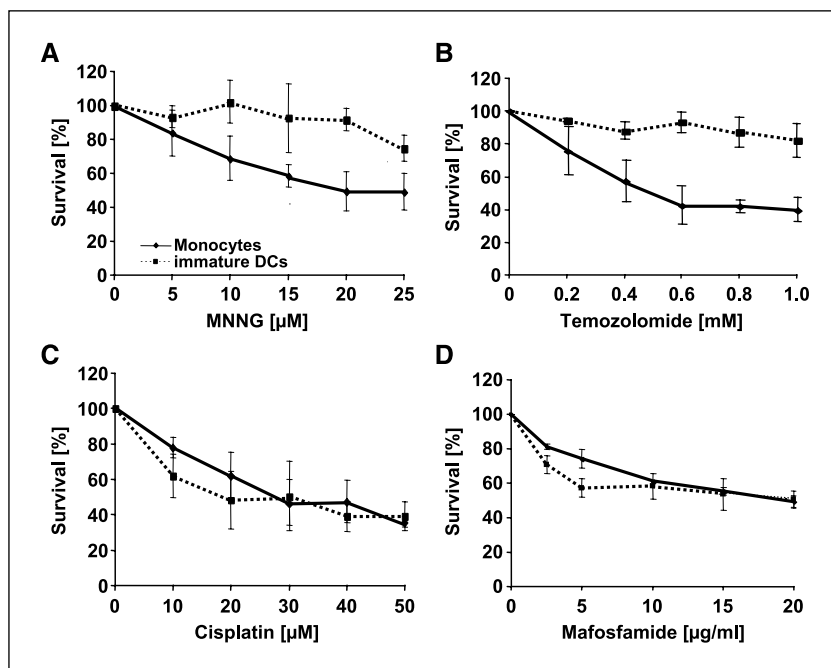 A
120
100
80
60
40
20
0
Survival [%]
Monocytes
immature DCs
0 5 10 15 20 25
MNNG [µM]
B
120
100
80
60
40
20
0
Survival [%]
0 0.2 0.4 0.6 0.8 1.0
Temozolomide [mM]
C
120
100
80
60
40
20
0
Survival [%]
0 10 20 30 40 50
Cisplatin [µM]
D
120
100
80
60
40
20
0
Survival [%]
0 5 10 15 20
Mafosfamide [µg/ml]